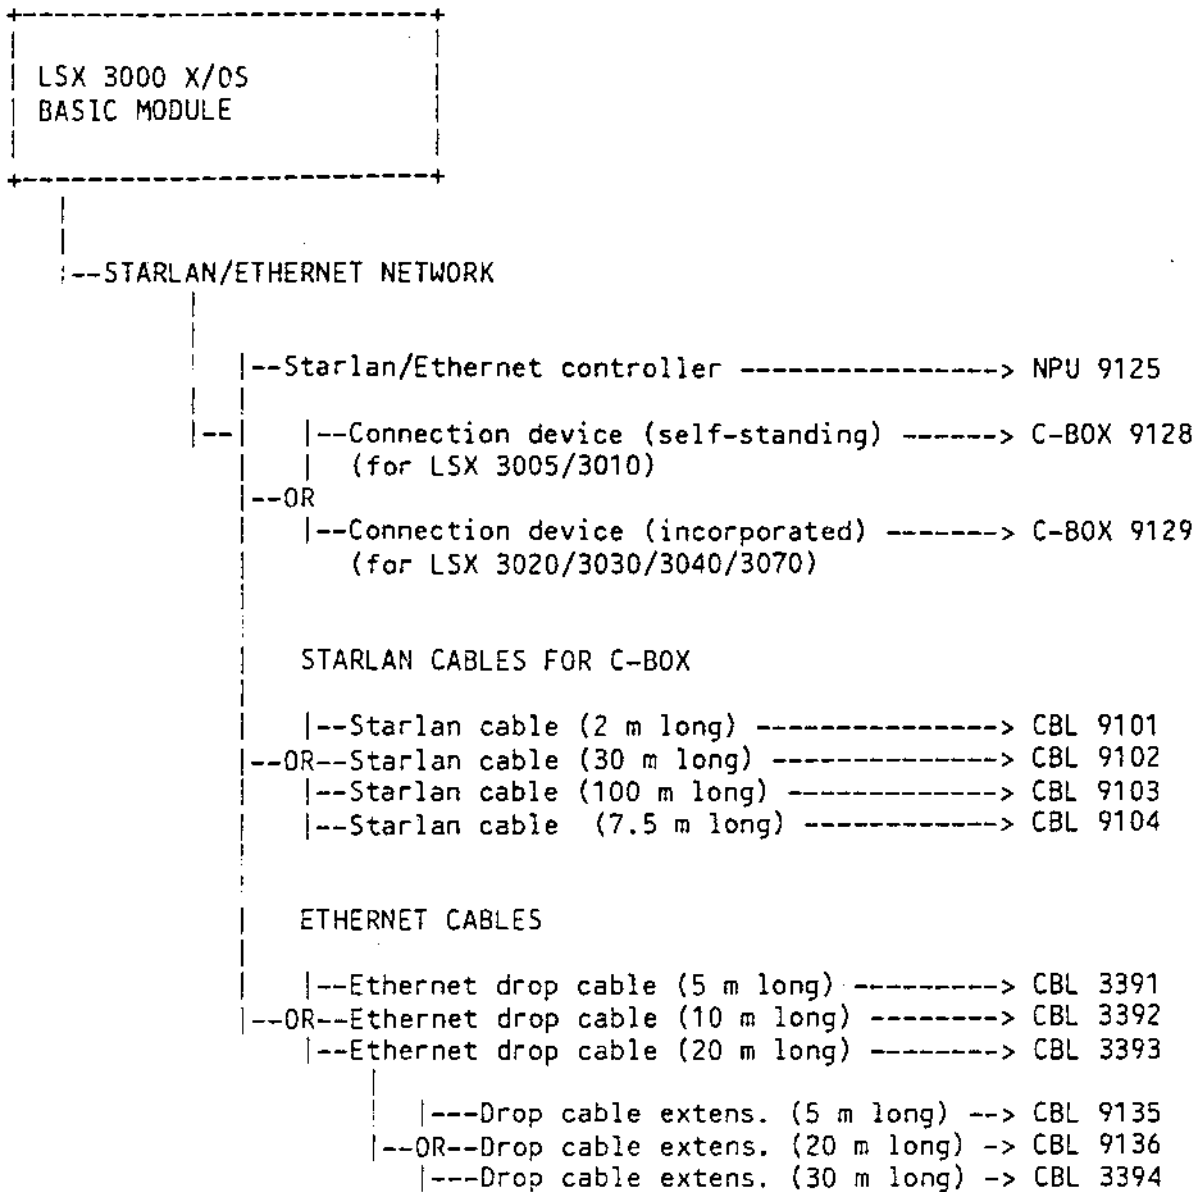 LSX 3000 X/OS
BASIC MODULE
STARLAN/ETHERNET NETWORK
Starlan/Ethernet controller ----------------> NPU 9125
Connection device (self-standing) ------> C-BOX 9128
(for LSX 3005/3010)
OR
Connection device (incorporated) -------> C-BOX 9129
(for LSX 3020/3030/3040/3070)
STARLAN CABLES FOR C-BOX
Starlan cable (2 m long) ---------------> CBL 9101
OR--Starlan cable (30 m long) --------------> CBL 9102
Starlan cable (100 m long) -------------> CBL 9103
Starlan cable (7.5 m long) ------------> CBL 9104
ETHERNET CABLES
Ethernet drop cable (5 m long) ---------> CBL 3391
OR--Ethernet drop cable (10 m long) --------> CBL 3392
Ethernet drop cable (20 m long) --------> CBL 3393
Drop cable extens. (5 m long) --> CBL 9135
OR--Drop cable extens. (20 m long) -> CBL 9136
Drop cable extens. (30 m long) -> CBL 3394